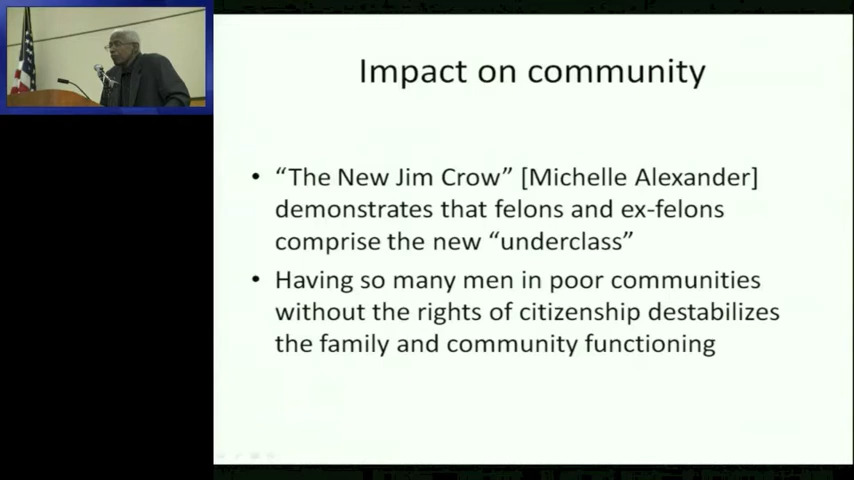 Impact on community
• “The New Jim Crow” [Michelle Alexander]
demonstrates that felons and ex-felons
comprise the new “underclass”
• Having so many men in poor communities
without the rights of citizenship destabilizes
the family and community functioning